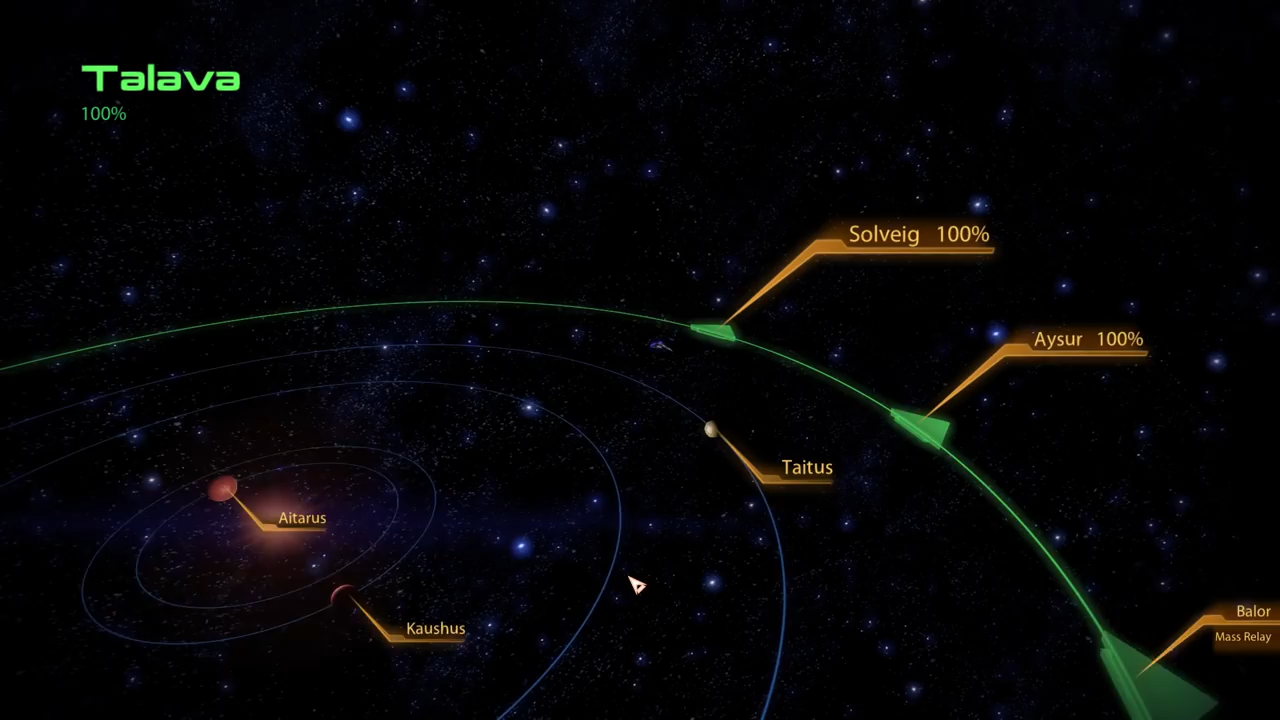 Talava
100%
Solveig 100%
Aysur 100%
Taitus
Aitarus
Balor
Mass Relay
Kaushus